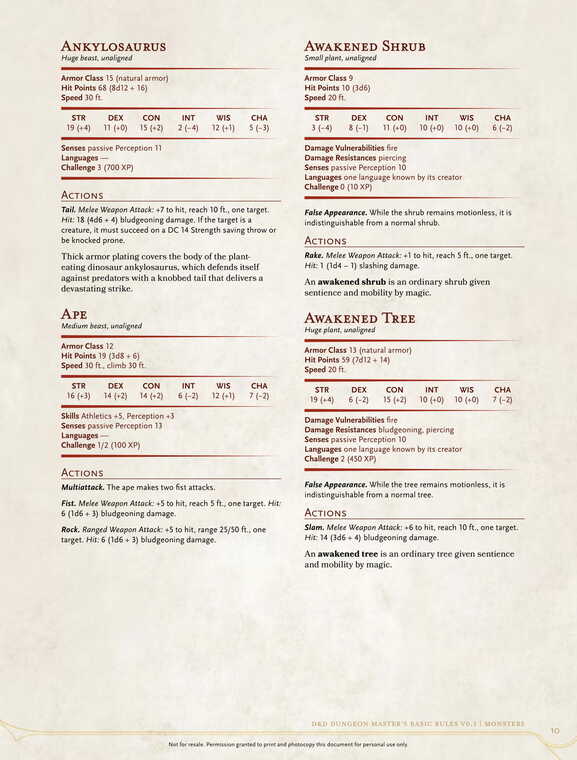 Ankylosaurus
Huge beast, unaligned
Armor Class 15 (natural armor)
Hit Points 68 (8d12 + 16)
Speed 30 ft.
STR DEX CON INT WIS CHA
19 (+4) 11 (+0) 15 (+2) 2 (−4) 12 (+1) 5 (−3)
Senses passive Perception 11
Languages —
Challenge 3 (700 XP)
Actions
Tail. Melee Weapon Attack: +7 to hit, reach 10 ft., one target.
Hit: 18 (4d6 + 4) bludgeoning damage. If the target is a
creature, it must succeed on a DC 14 Strength saving throw or
be knocked prone.
Thick armor plating covers the body of the plant-
eating dinosaur ankylosaurus, which defends itself
against predators with a knobbed tail that delivers a
devastating strike.
Ape
Medium beast, unaligned
Armor Class 12
Hit Points 19 (3d8 + 6)
Speed 30 ft., climb 30 ft.
STR DEX CON INT WIS CHA
16 (+3) 14 (+2) 14 (+2) 6 (−2) 12 (+1) 7 (−2)
Skills Athletics +5, Perception +3
Senses passive Perception 13
Languages —
Challenge 1/2 (100 XP)
Actions
Multiattack. The ape makes two fist attacks.
Fist. Melee Weapon Attack: +5 to hit, reach 5 ft., one target. Hit:
6 (1d6 + 3) bludgeoning damage.
Rock. Ranged Weapon Attack: +5 to hit, range 25/50 ft., one
target. Hit: 6 (1d6 + 3) bludgeoning damage.
Awakened Shrub
Small plant, unaligned
Armor Class 9
Hit Points 10 (3d6)
Speed 20 ft.
STR DEX CON INT WIS CHA
3 (−4) 8 (−1) 11 (+0) 10 (+0) 10 (+0) 6 (−2)
Damage Vulnerabilities fire
Damage Resistances piercing
Senses passive Perception 10
Languages one language known by its creator
Challenge 0 (10 XP)
False Appearance. While the shrub remains motionless, it is
indistinguishable from a normal shrub.
Actions
Rake. Melee Weapon Attack: +1 to hit, reach 5 ft., one target.
Hit: 1 (1d4 − 1) slashing damage.
An awakened shrub is an ordinary shrub given
sentience and mobility by magic.
Awakened Tree
Huge plant, unaligned
Armor Class 13 (natural armor)
Hit Points 59 (7d12 + 14)
Speed 20 ft.
STR DEX CON INT WIS CHA
19 (+4) 6 (−2) 15 (+2) 10 (+0) 10 (+0) 7 (−2)
Damage Vulnerabilities fire
Damage Resistances bludgeoning, piercing
Senses passive Perception 10
Languages one language known by its creator
Challenge 2 (450 XP)
False Appearance. While the tree remains motionless, it is
indistinguishable from a normal tree.
Actions
Slam. Melee Weapon Attack: +6 to hit, reach 10 ft., one target.
Hit: 14 (3d6 + 4) bludgeoning damage.
An awakened tree is an ordinary tree given sentience
and mobility by magic.
D&D Dungeon Master's Basic Rules v0.3 | Monsters
10
Not for resale. Permission granted to print and photocopy this document for personal use only.